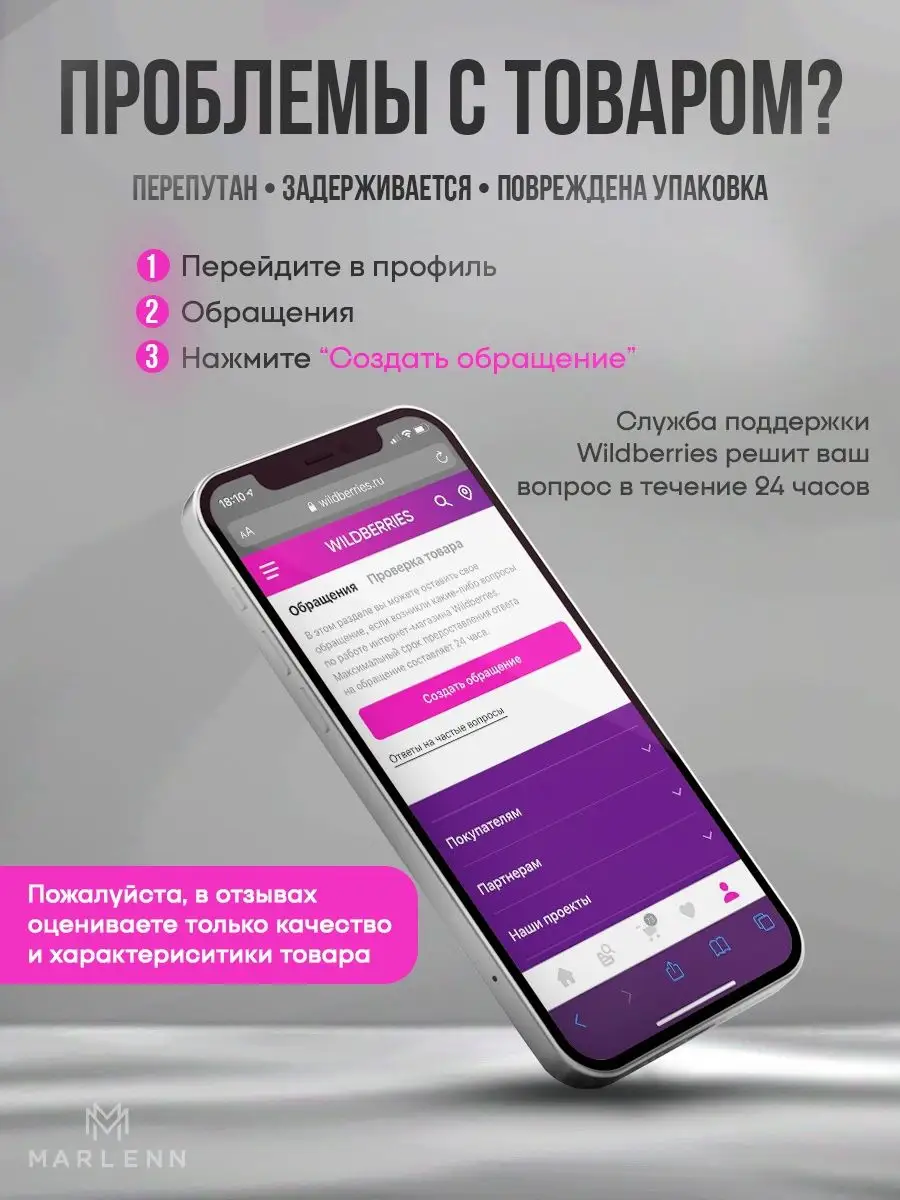 ПРОБЛЕМЫ С ТОВАРОМ?
ПЕРЕПУТАН • ЗАДЕРЖИВАЕТСЯ • ПОВРЕЖДЕНА УПАКОВКА
1 Перейдите в профиль
2 Обращения
3 Нажмите “Создать обращение”
Служба поддержки
Wildberries решит ваш
вопрос в течение 24 часов
18:10
AA wildberries.ru
WILDBERRIES
Обращения Проверка товара
В этом разделе вы можете оставить свое
обращение, если возникли какие-либо вопросы
по работе интернет-магазина Wildberries.
Максимальный срок предоставления ответа
на обращение составляет 24 часа.
Создать обращение
Ответы на частые вопросы
Покупателям
Партнерам
Наши проекты
Пожалуйста, в отзывах
оцениваете только качество
и характериситики товара
MARLENN